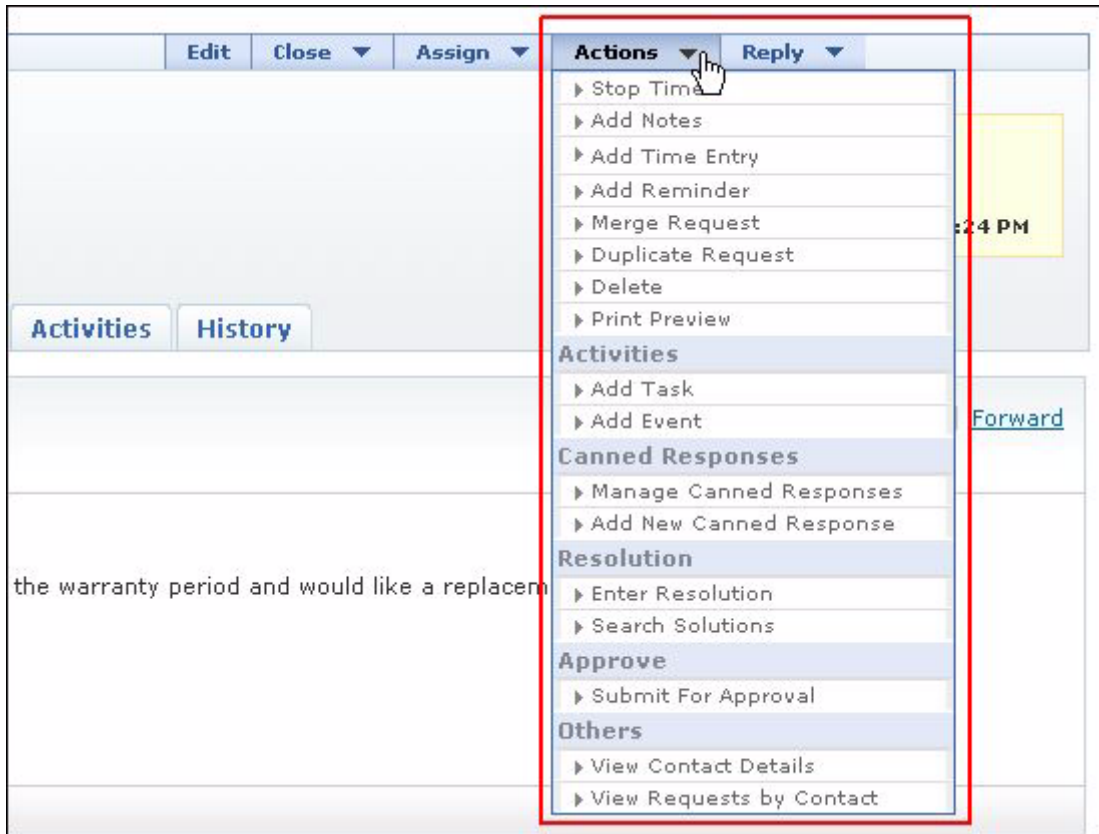 Edit Close Assign Actions Reply
Stop Time
Add Notes
Add Time Entry
Add Reminder
Merge Request
:24 PM
Duplicate Request
Delete
Print Preview
Activities History
Activities
Add Task
Add Event
Forward
Canned Responses
Manage Canned Responses
Add New Canned Response
Resolution
the warranty period and would like a replacem
Enter Resolution
Search Solutions
Approve
Submit For Approval
Others
View Contact Details
View Requests by Contact